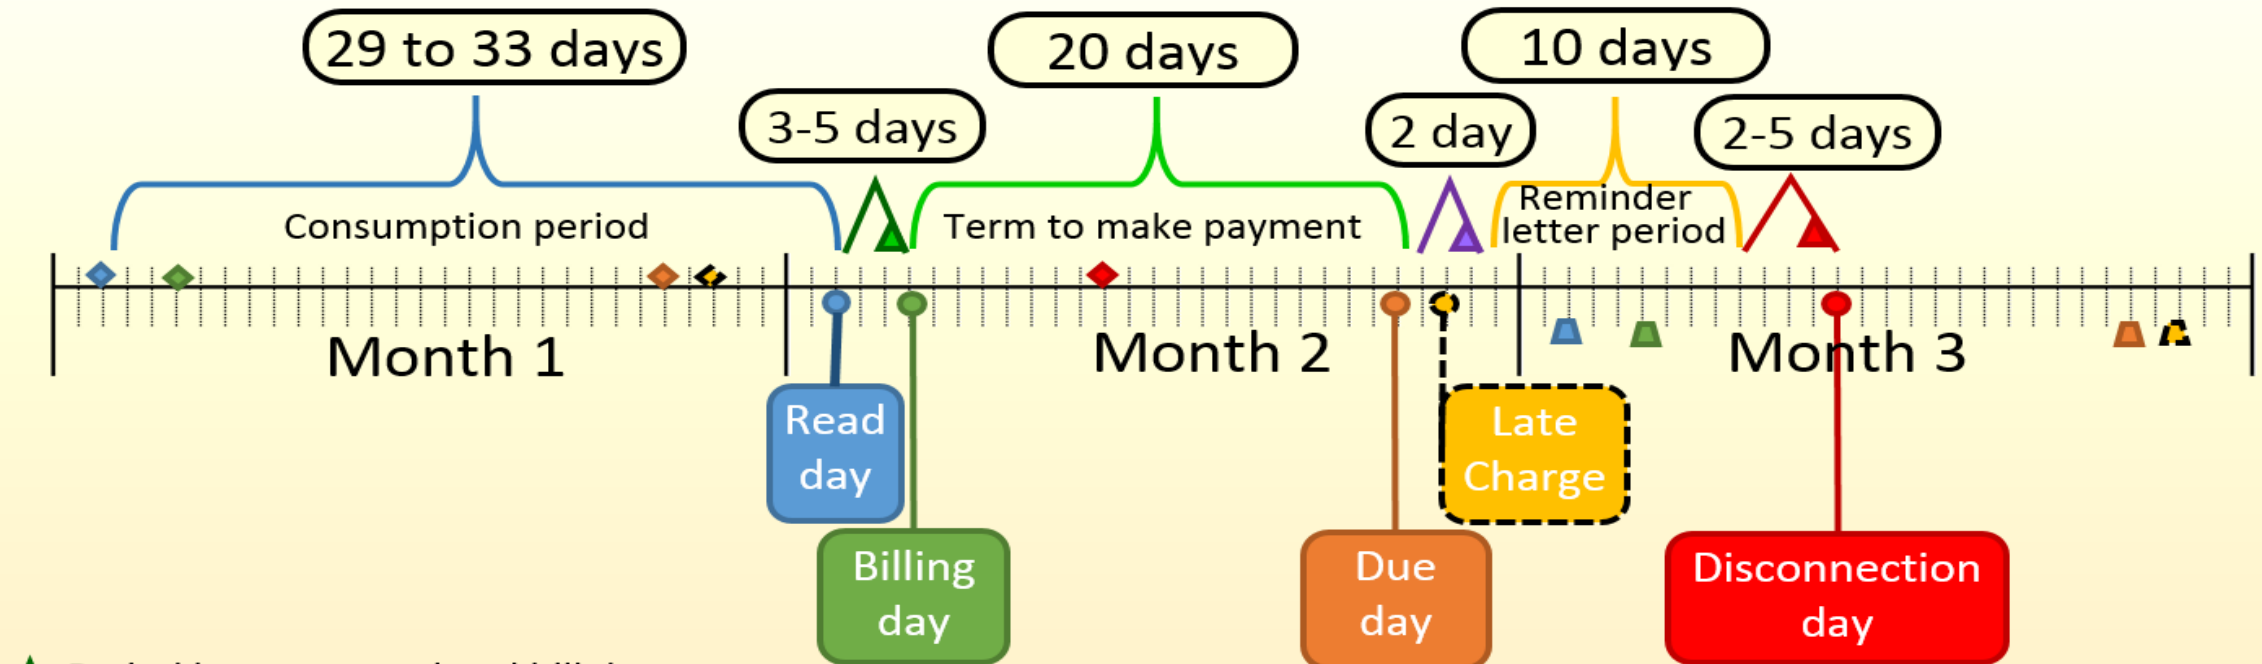 29 to 33 days
20 days
10 days
3-5 days
2 day
2-5 days
Consumption period
Term to make payment
Reminder
letter period
Month 1
Month 2
Month 3
Read
day
Late
Charge
Billing
day
Due
day
Disconnection
day